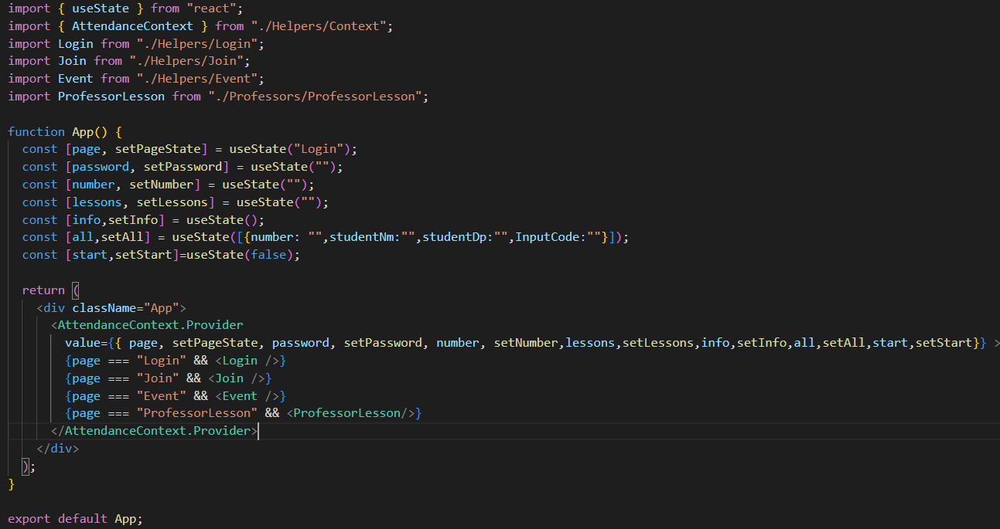 import { useState } from "react";
import { AttendanceContext } from "./Helpers/Context";
import Login from "./Helpers/Login";
import Join from "./Helpers/Join";
import Event from "./Helpers/Event";
import ProfessorLesson from "./Professors/ProfessorLesson";

function App() {
  const [page, setPageState] = useState("Login");
  const [password, setPassword] = useState("");
  const [number, setNumber] = useState("");
  const [lessons, setLessons] = useState("");
  const [info,setInfo] = useState();
  const [all,setAll] = useState([{number: "",studentNm:"",studentDp:"",InputCode:""}]);
  const [start,setStart]=useState(false);

  return (
    <div className="App">
      <AttendanceContext.Provider
        value={{ page, setPageState, password, setPassword, number, setNumber,lessons,setLessons,info,setInfo,all,setAll,start,setStart}} >
        {page === "Login" && <Login />}
        {page === "Join" && <Join />}
        {page === "Event" && <Event />}
        {page === "ProfessorLesson" && <ProfessorLesson/>}
      </AttendanceContext.Provider>
    </div>
  );
}

export default App;